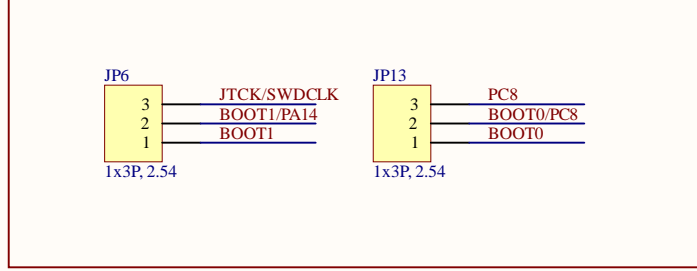 JP6
3 JTCK/SWDCLK
2 BOOT1/PA14
1 BOOT1
1x3P, 2.54
JP13
3 PC8
2 BOOT0/PC8
1 BOOT0
1x3P, 2.54